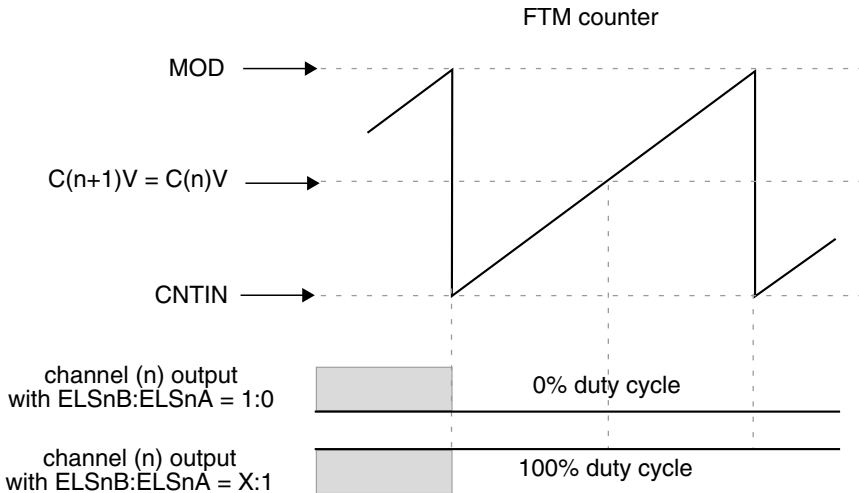 FTM counter
MOD
C(n+1)V = C(n)V
CNTIN
channel (n) output
with ELSnB:ELSnA = 1:0
0% duty cycle
channel (n) output
with ELSnB:ELSnA = X:1
100% duty cycle